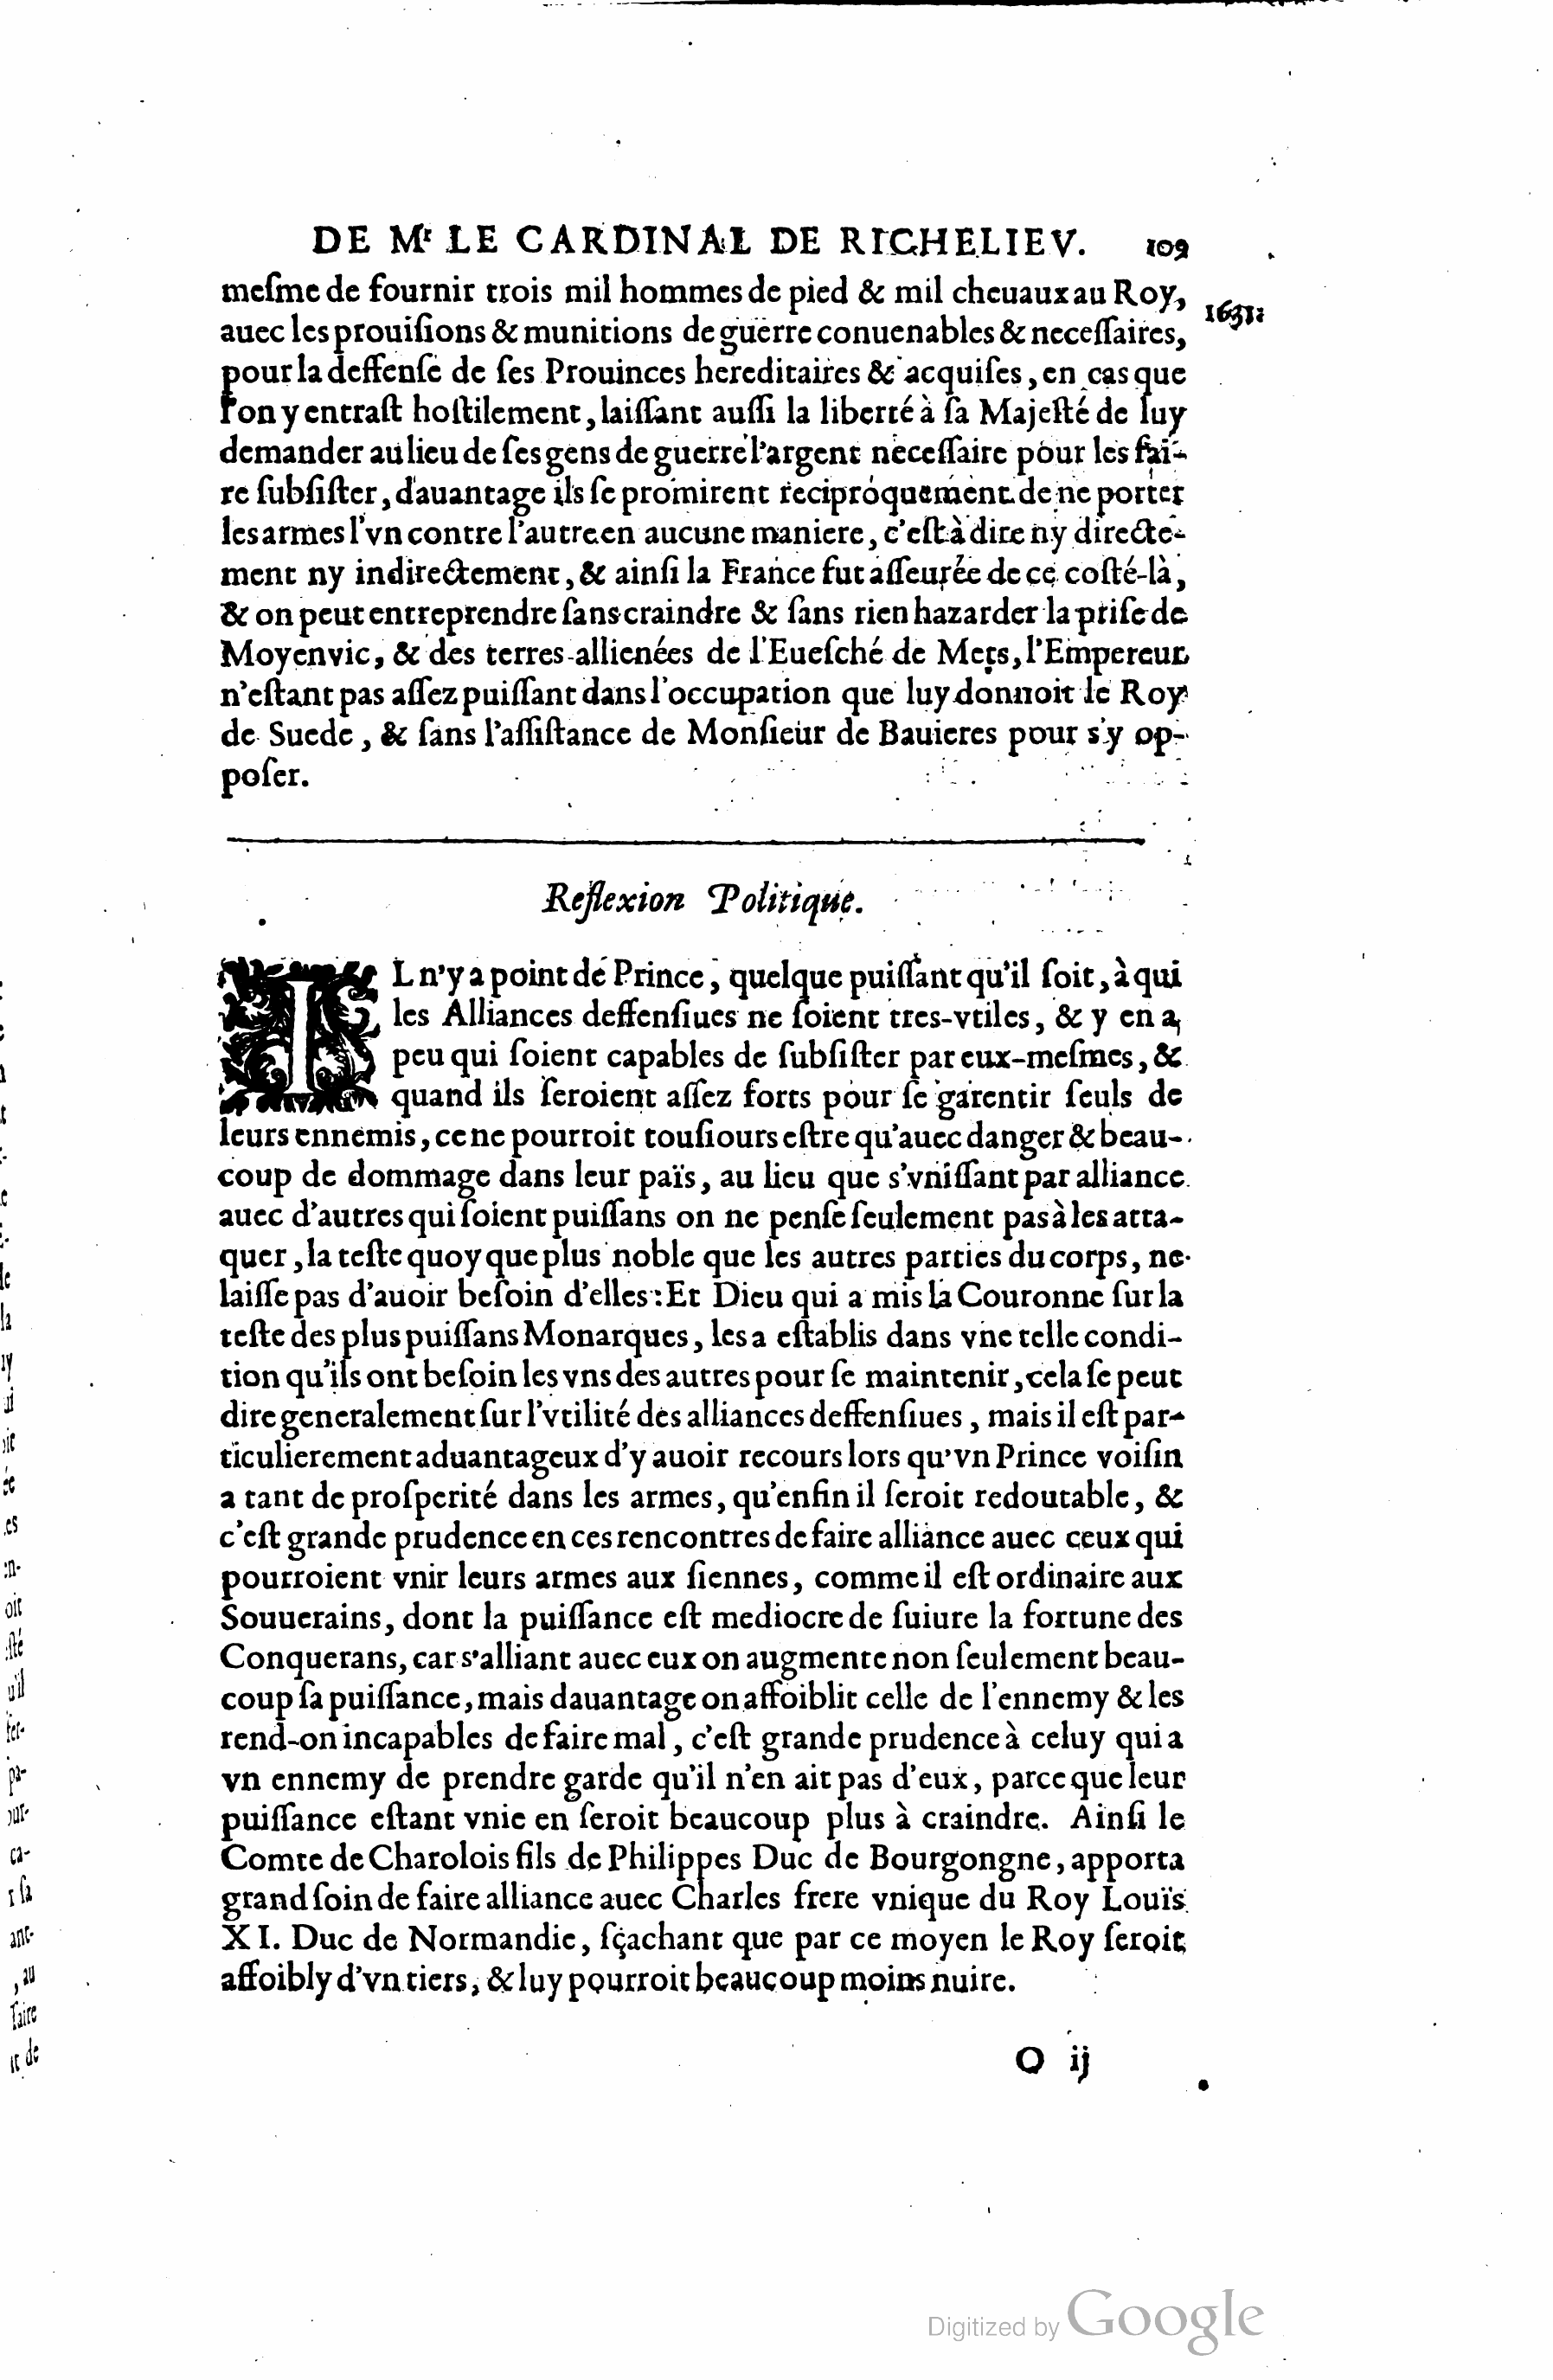 DE Mr LE CARDINAL DE RICHELIEV. 109
meſme de fournir trois mil hommes de pied & mil cheuaux au Roy,
1631.
auec les prouiſions & munitions de guerre conuenables & neceſſaires,
pour la deffenſe de ſes Prouinces hereditaires & acquiſes, en cas que
l'on y entraſt hoſtilement, laiſſant auſſi la liberté à ſa Majeſté de luy
demander au lieu de ſes gens de guerre l'argent neceſſaire pour les fai-
re ſubſiſter, d'auantage ils ſe promirent reciproquement de ne porter
les armes l'vn contre l'autre en aucune maniere, c'eſt à dire ny directe-
ment ny indirectement, & ainſi la France fut aſſeurée de ce coſté-là,
& on peut entreprendre ſans craindre & ſans rien hazarder la priſe de
Moyenvic, & des terres allienées de l'Eueſché de Mets, l'Empereur
n'eſtant pas aſſez puiſſant dans l'occupation que luy donnoit le Roy
de Suede, & ſans l'aſſiſtance de Monſieur de Bauieres pour s'y op-
poſer.
Reflexion Politique.
IL n'y a point de Prince, quelque puiſſant qu'il ſoit, à qui
les Alliances deffenſiues ne ſoient tres-vtiles, & y en a
peu qui ſoient capables de ſubſiſter par eux-meſmes, &
quand ils ſeroient aſſez forts pour ſe garentir ſeuls de
leurs ennemis, ce ne pourroit touſiours eſtre qu'auec danger & beau-
coup de dommage dans leur païs, au lieu que s'vniſſant par alliance
auec d'autres qui ſoient puiſſans on ne penſe ſeulement pas à les atta-
quer, la teſte quoy que plus noble que les autres parties du corps, ne
laiſſe pas d'auoir beſoin d'elles: Et Dieu qui a mis la Couronne ſur la
teſte des plus puiſſans Monarques, les a eſtablis dans vne telle condi-
tion qu'ils ont beſoin les vns des autres pour ſe maintenir, cela ſe peut
dire generalement ſur l'vtilité des alliances deffenſiues, mais il eſt par-
ticulierement aduantageux d'y auoir recours lors qu'vn Prince voiſin
a tant de proſperité dans les armes, qu'enfin il ſeroit redoutable, &
c'eſt grande prudence en ces rencontres de faire alliance auec ceux qui
pourroient vnir leurs armes aux ſiennes, comme il eſt ordinaire aux
Souuerains, dont la puiſſance eſt mediocre de ſuiure la fortune des
Conquerans, car s'alliant auec eux on augmente non ſeulement beau-
coup ſa puiſſance, mais dauantage on affoiblit celle de l'ennemy & les
rend-on incapables de faire mal, c'eſt grande prudence à celuy qui a
vn ennemy de prendre garde qu'il n'en ait pas d'eux, parce que leur
puiſſance eſtant vnie en ſeroit beaucoup plus à craindre. Ainſi le
Comte de Charolois fils de Philippes Duc de Bourgongne, apporta
grand ſoin de faire alliance auec Charles frere vnique du Roy Louïs
XI. Duc de Normandie, ſçachant que par ce moyen le Roy ſeroit
affoibly d'vn tiers, & luy pourroit beaucoup moins nuire.
O ij
Digitized by Google